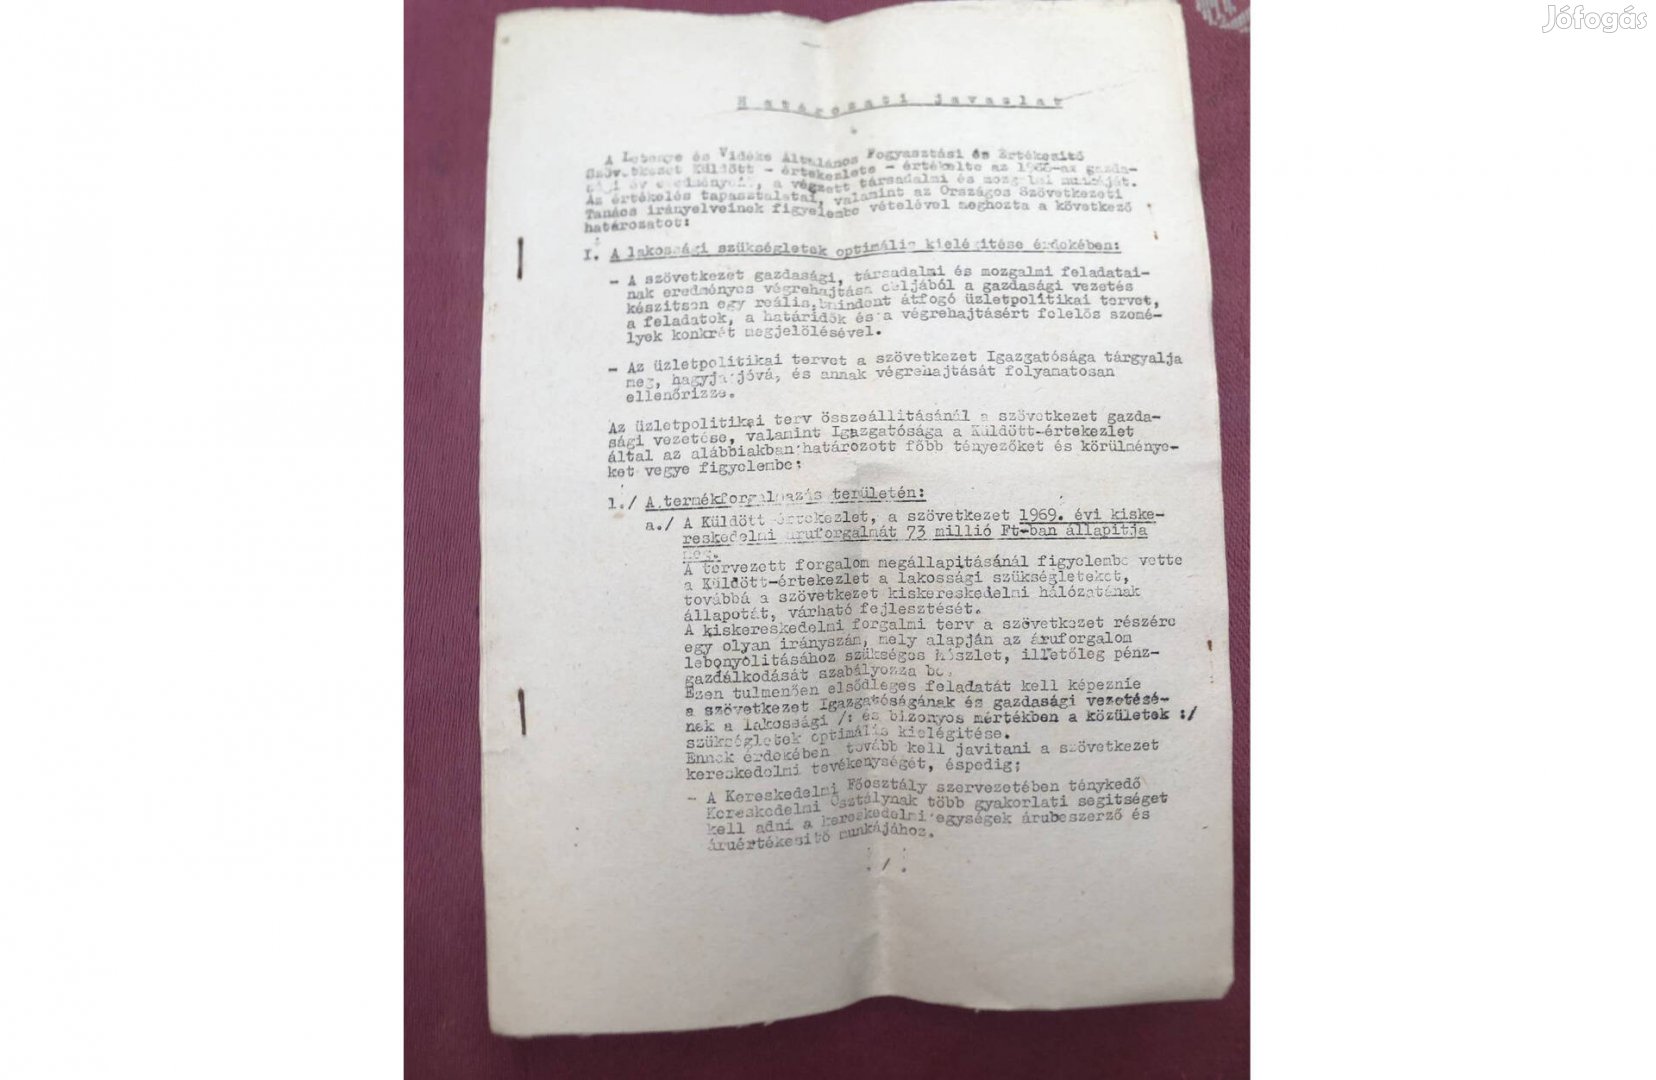 Jófogás
Határozati javaslat
A Lebenye és Vidéke Általános Fogyasztási és Értékesitő
Szövetkezet Küldött - értekezlete - értékelte az 1968-as gazda-
sági év eredményeit, a végzett társadalmi és mozgalmi munkáját.
Az értékelés tapasztalatai, valamint az Országos Szövetkezeti
Tanács irányelveinek figyelembe vételével meghozta a következő
határozatot:
I. A lakossági szükségletek optimális kielégitése érdekében:
- A szövetkezet gazdasági, társadalmi és mozgalmi feladatai-
nak eredményes végrehajtása céljából a gazdasági vezetés
készitson egy reális, mindent átfogó üzletpolitikai tervet,
a feladatok, a határidők és a végrehajtásért felelős szemé-
lyek konkrét megjelölésével.
- Az üzletpolitikai tervet a szövetkezet Igazgatósága tárgyalja
meg, hagyja jóvá, és annak végrehajtását folyamatosan
ellenőrizze.
Az üzletpolitikai terv összeállitásánál a szövetkezet gazda-
sági vezetése, valamint Igazgatósága a Küldött-értekezlet
által az alábbiakban határozott főbb tényezőket és körülménye-
ket vegye figyelembe:
1./ A termékforgalmazás területén:
a./ A Küldött értekezlet, a szövetkezet 1969. évi kiske-
reskedelmi áruforgalmát 73 millió Ft-ban állapitja
meg.
A tervezett forgalom megállapitásánál figyelembe vette
a Küldött-értekezlet a lakossági szükségleteket,
továbbá a szövetkezet kiskereskedelmi hálózatának
állapotát, várható fejlesztését.
A kiskereskedelmi forgalmi terv a szövetkezet részére
egy olyan irányszám, mely alapján az áruforgalom
lebonyólitásához szükséges készlet, illetőleg pénz-
gazdálkodását szabályozza be.
Ezen tulmenően elsődleges feladatát kell képeznie
a szövetkezet Igazgatóságának és gazdasági vezetésé-
nek a lakossági /: és bizonyos mértékben a közületek :/
szükségletek optimális kielégitése.
Ennek érdekében tovább kell javitani a szövetkezet
kereskedelmi tevékenységét, éspedig;
- A Kereskedelmi Főosztály szervezetében ténykedő
Kereskedelmi Osztálynak több gyakorlati segitséget
kell adni a kereskedelmi egységek árubeszerző és
áruértékesitő munkájához.
./.